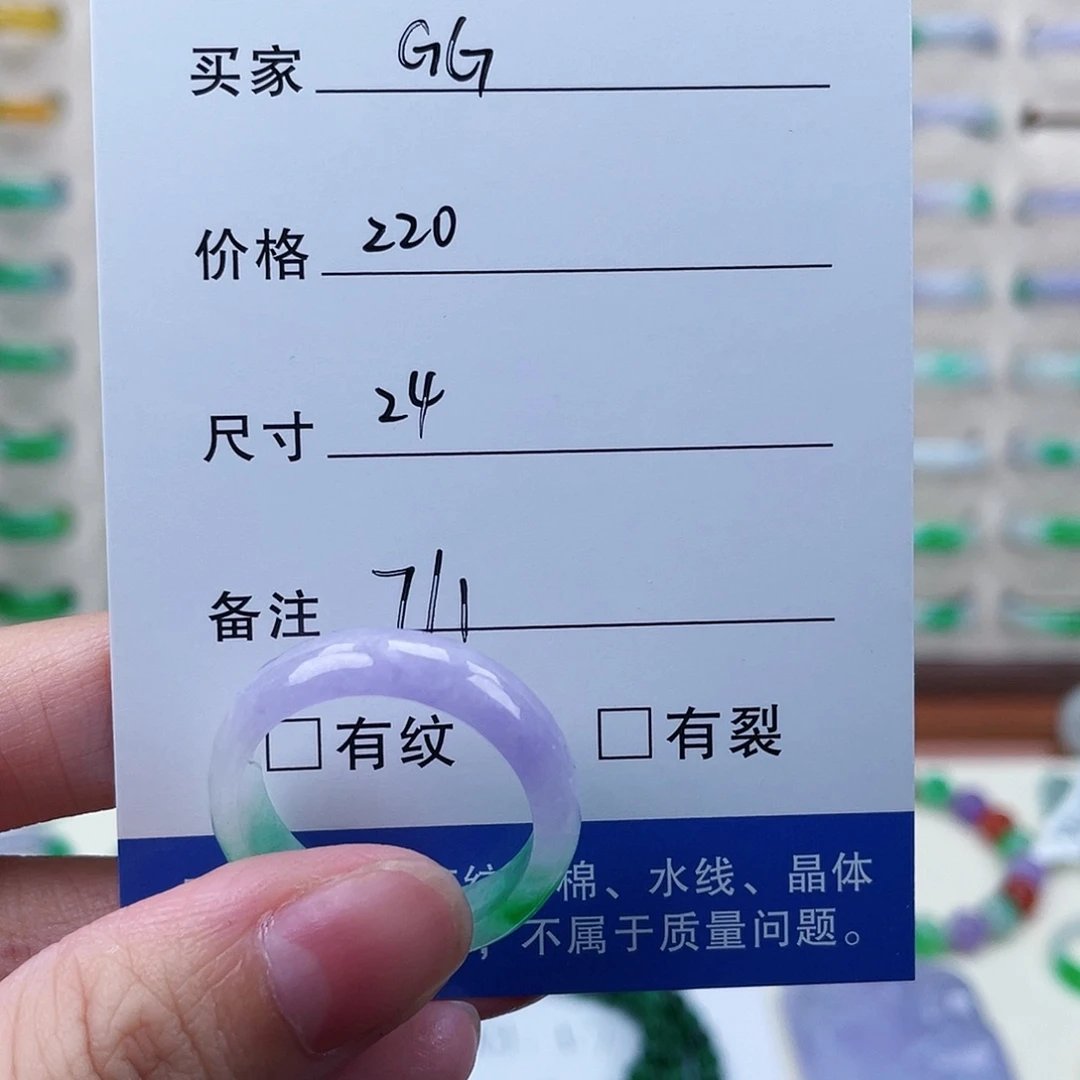 买家 GG
价格 220
尺寸 24
备注 7/1
□有纹 □有裂
棉、水线、晶体
，不属于质量问题。